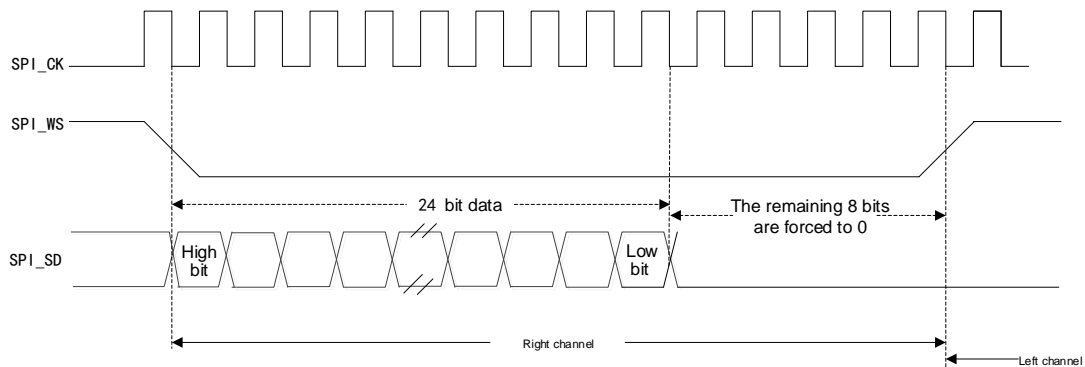 SPI_CK
SPI_WS
24 bit data
The remaining 8 bits
are forced to 0
SPI_SD
High
bit
Low
bit
Right channel
Left channel